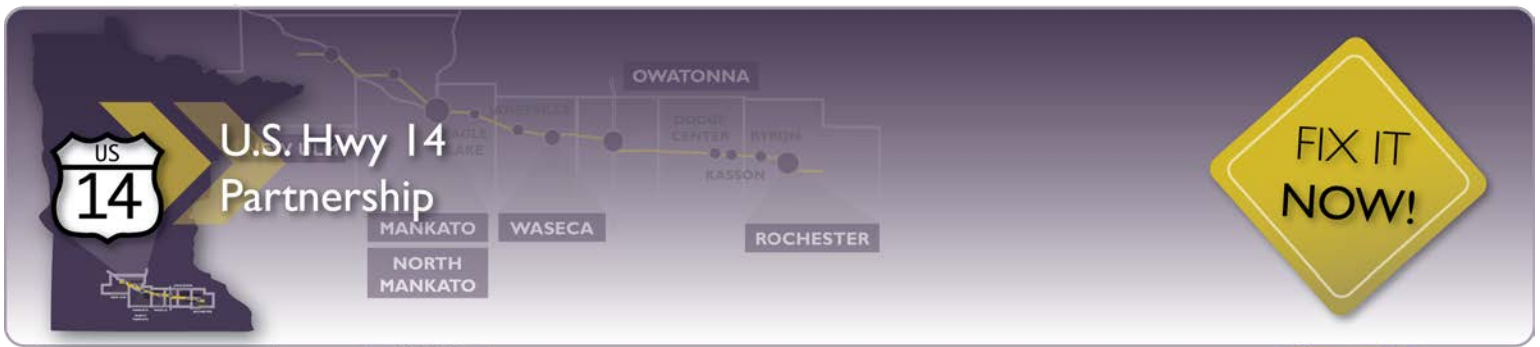 US
14
U.S. Hwy 14
Partnership
OWATONNA
DODGE
CENTER
BYRON
KASSON
MANKATO
NORTH
MANKATO
WASECA
ROCHESTER
FIX IT
NOW!